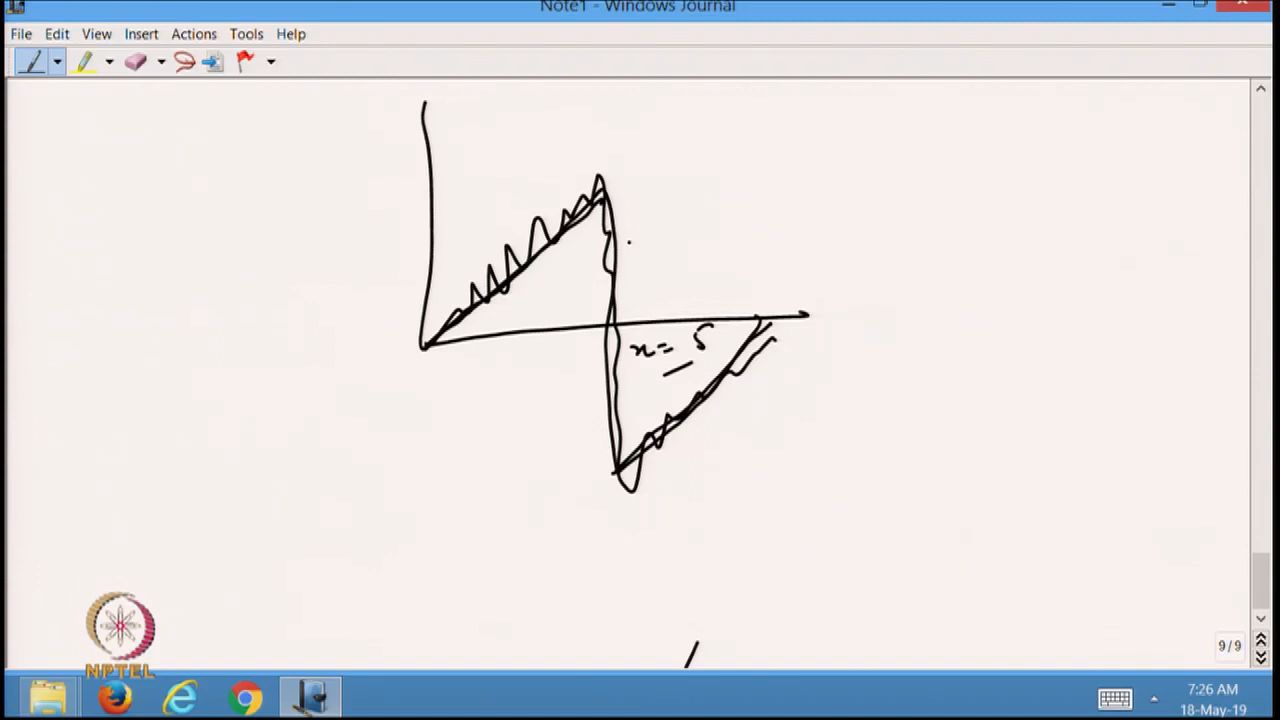 Note1 - Windows Journal
File Edit View Insert Actions Tools Help
x = 5
9 / 9
NPTEL
7:26 AM
18-May-19